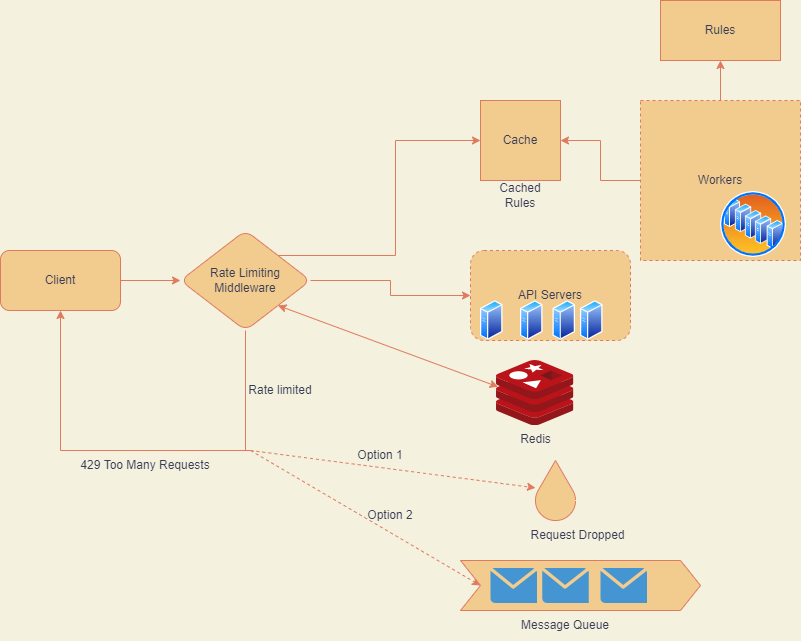 Rules
Cache
Cached
Rules
Workers
Client
Rate Limiting
Middleware
API Servers
Rate limited
Redis
429 Too Many Requests
Option 1
Option 2
Request Dropped
Message Queue